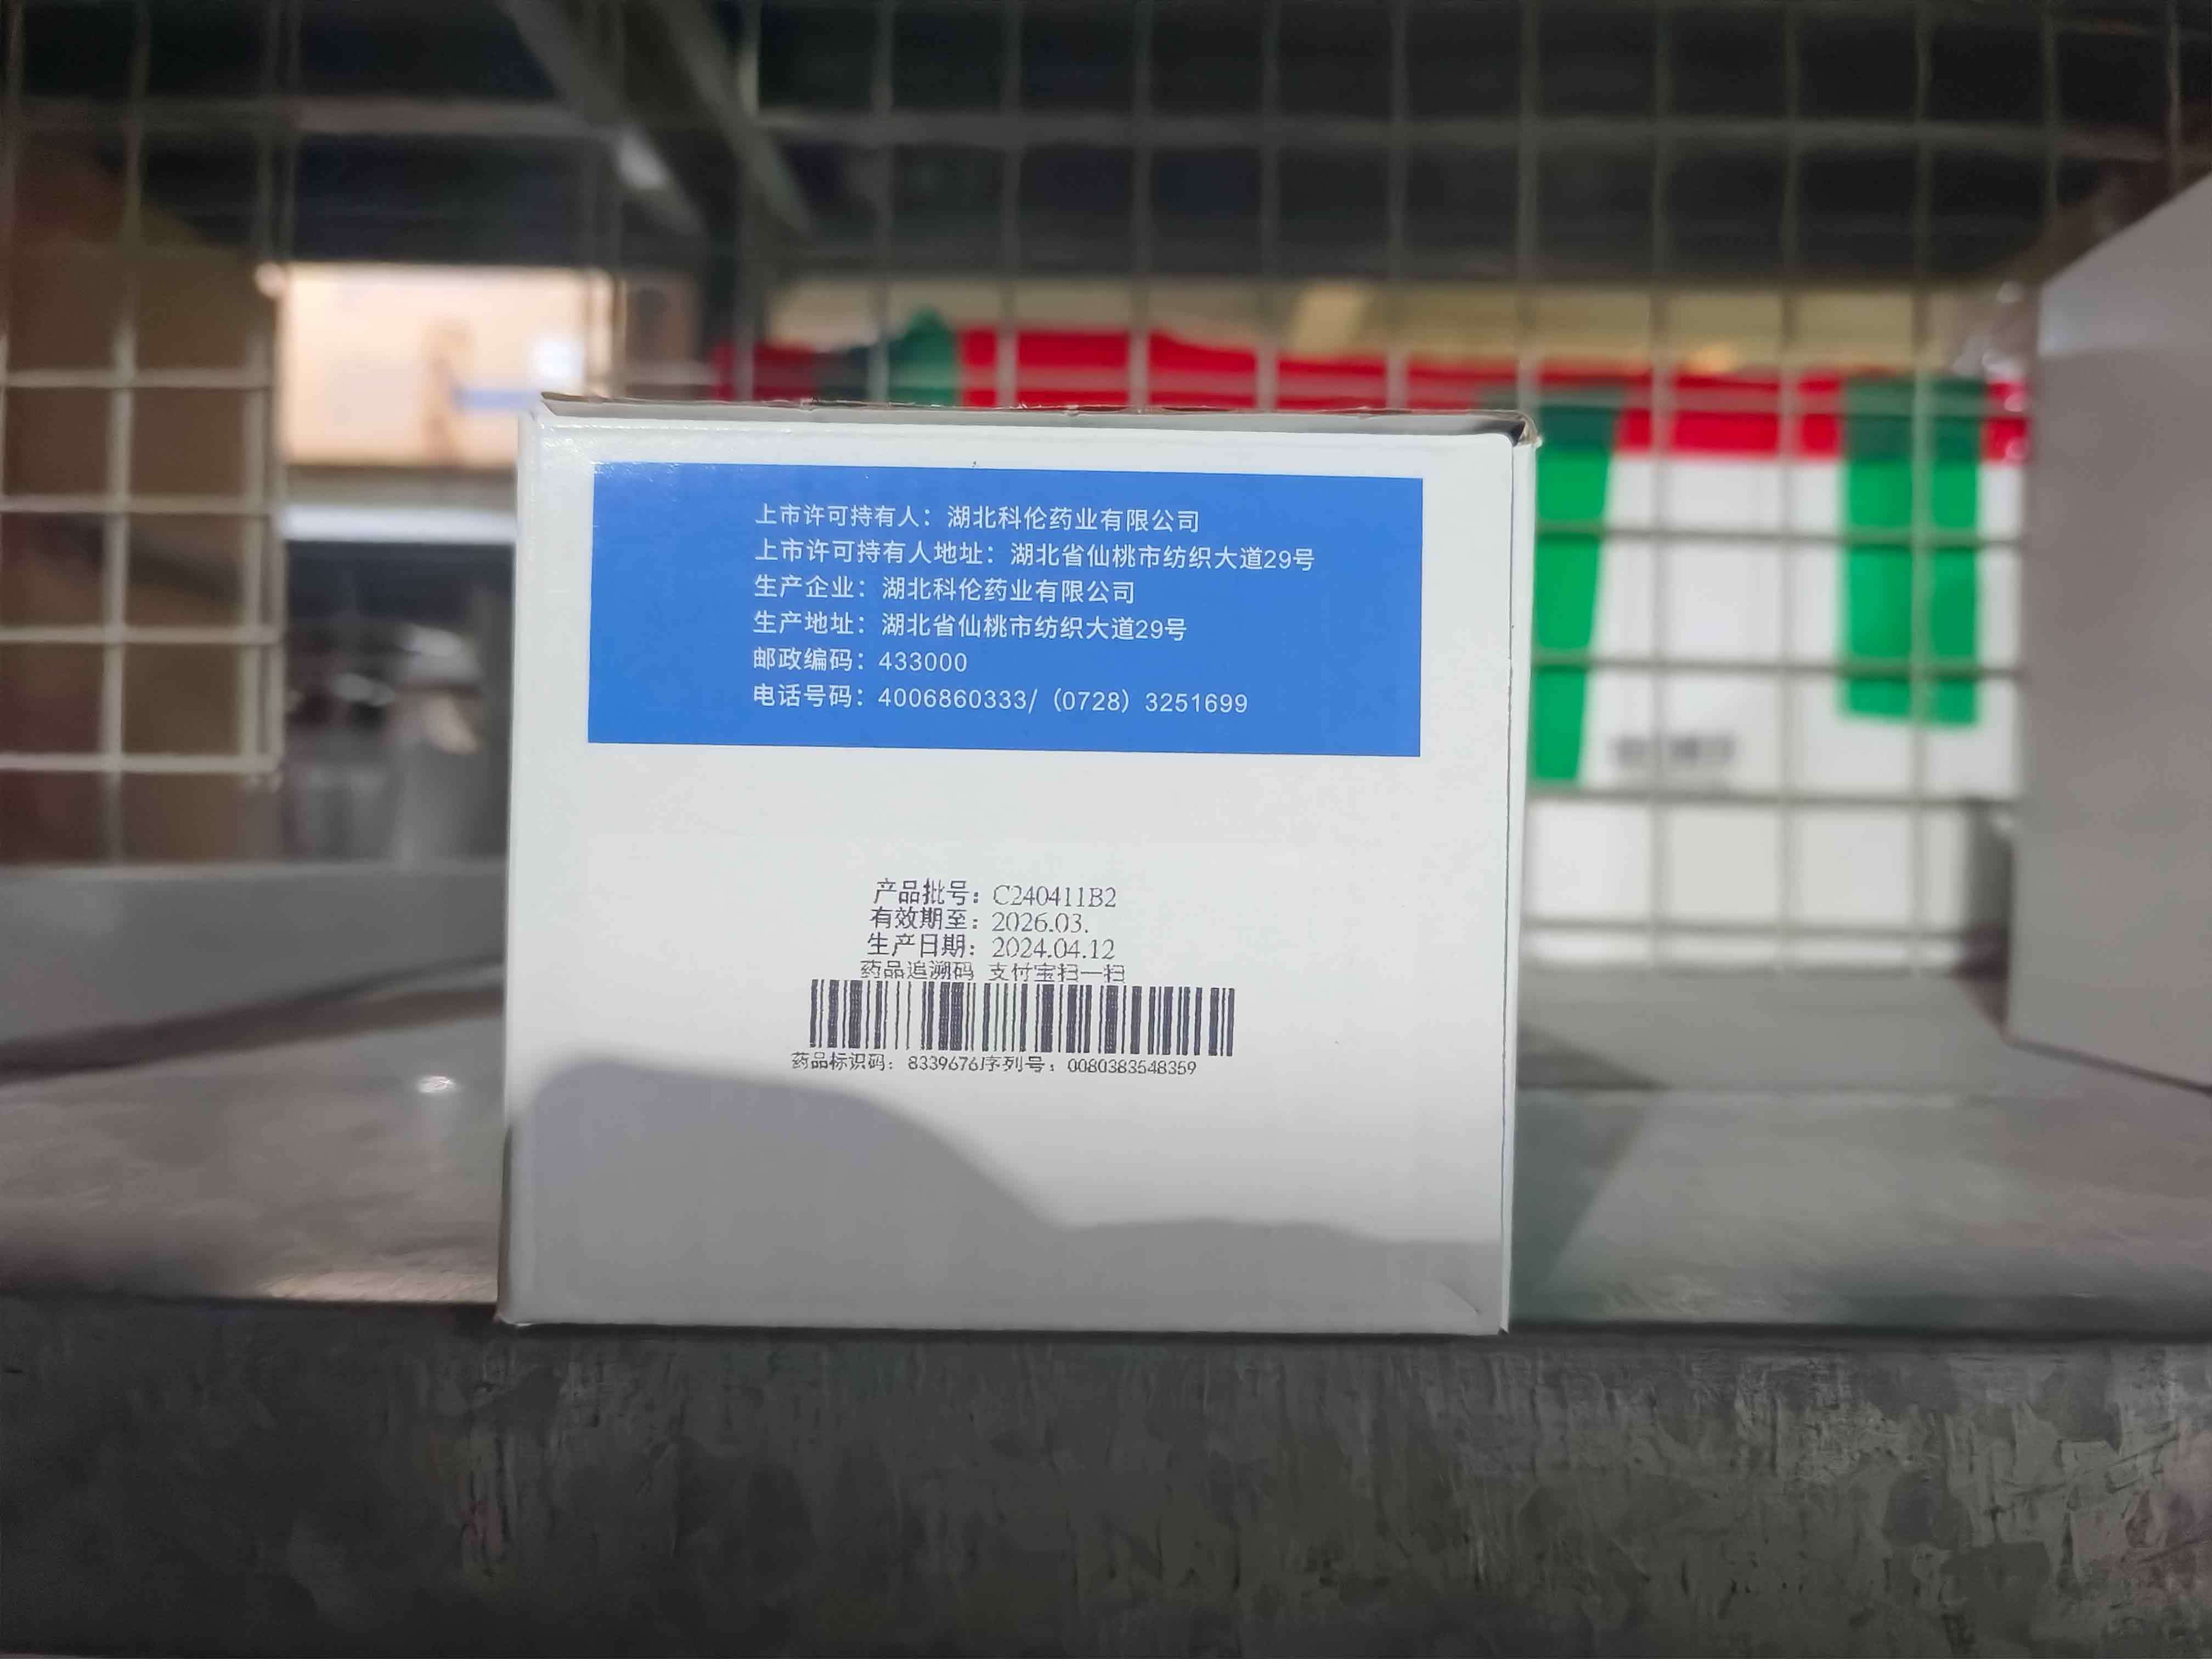 上市许可持有人：湖北科伦药业有限公司
上市许可持有人地址：湖北省仙桃市纺织大道29号
生产企业：湖北科伦药业有限公司
生产地址：湖北省仙桃市纺织大道29号
邮政编码：433000
电话号码：4006860333/（0728）3251699
产品批号：C240411B2
有效期至：2026.03.
生产日期：2024.04.12
药品追溯码 支付宝扫一扫
药品标识码：8339676序列号：0080383548359